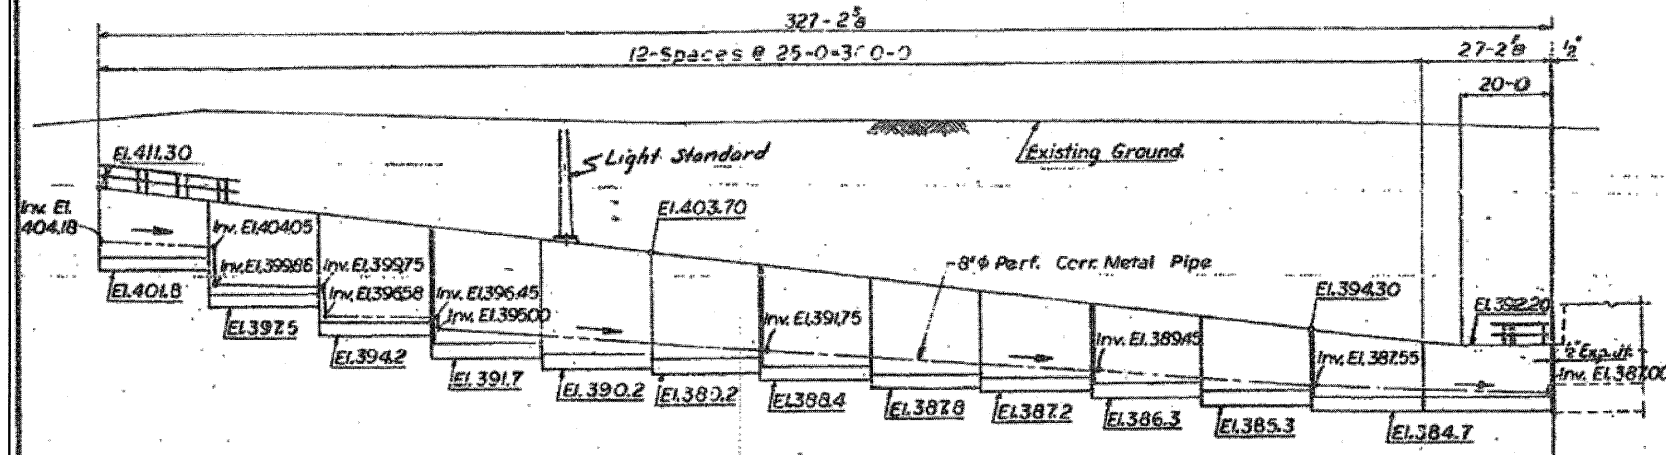 327-2⅝
12-Spaces @ 25-0=300-0
27-2⅝
½"
20-0
El.411.30
Light Standard
Existing Ground.
Inv. El.
404.18
Inv. El.404.05
El.403.70
Inv. El.399.86
Inv. El.399.75
8"φ Perf. Corr. Metal Pipe
El.401.8
Inv. El.396.58
Inv. El.396.45
Inv. El.395.00
El.394.30
El.392.20
El.397.5
Inv. El.391.75
Inv. El.389.45
Inv. El.387.55
½" Exp. Jt.
Inv. El.387.00
El.394.2
El.391.7
El.390.2
El.389.2
El.388.4
El.387.8
El.387.2
El.386.3
El.385.3
El.384.7